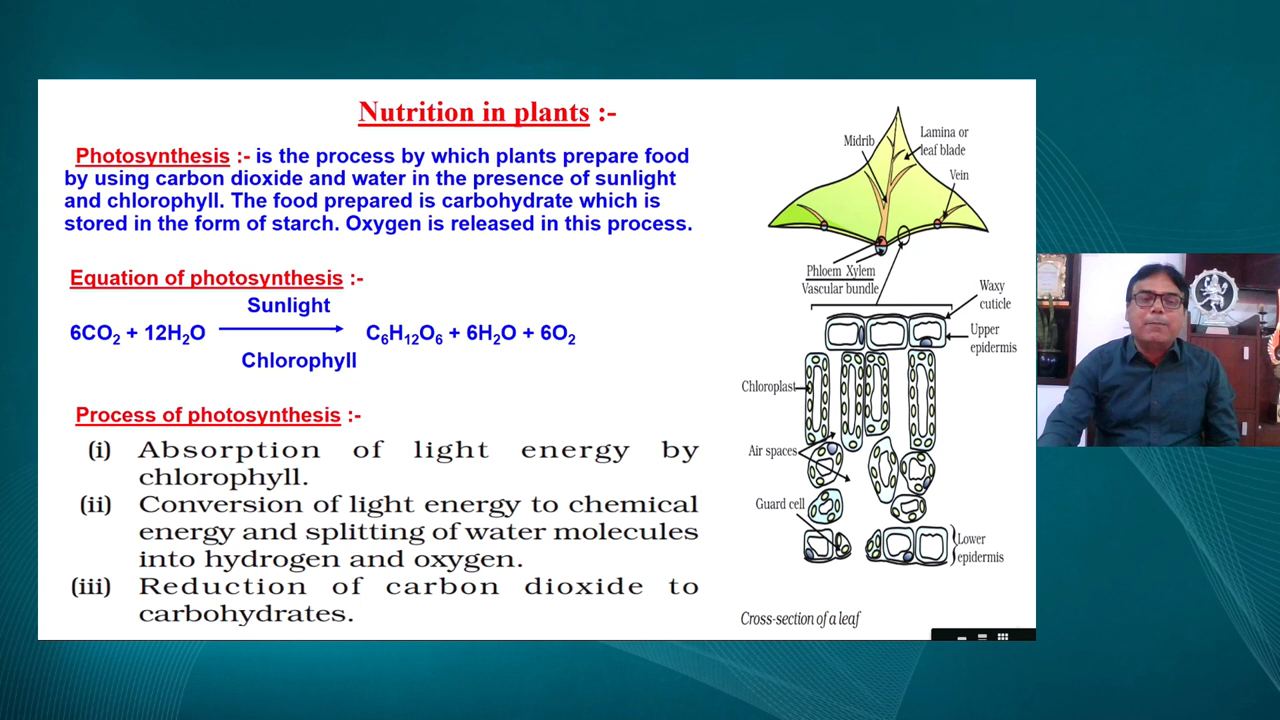 Nutrition in plants :-
Photosynthesis :- is the process by which plants prepare food
by using carbon dioxide and water in the presence of sunlight
and chlorophyll. The food prepared is carbohydrate which is
stored in the form of starch. Oxygen is released in this process.
Equation of photosynthesis :-
Sunlight
6CO₂ + 12H₂O → C₆H₁₂O₆ + 6H₂O + 6O₂
Chlorophyll
Process of photosynthesis :-
(i) Absorption of light energy by
chlorophyll.
(ii) Conversion of light energy to chemical
energy and splitting of water molecules
into hydrogen and oxygen.
(iii) Reduction of carbon dioxide to
carbohydrates.
Midrib
Lamina or
leaf blade
Vein
Phloem Xylem
Vascular bundle
Waxy
cuticle
Upper
epidermis
Chloroplast
Air spaces
Guard cell
Lower
epidermis
Cross-section of a leaf